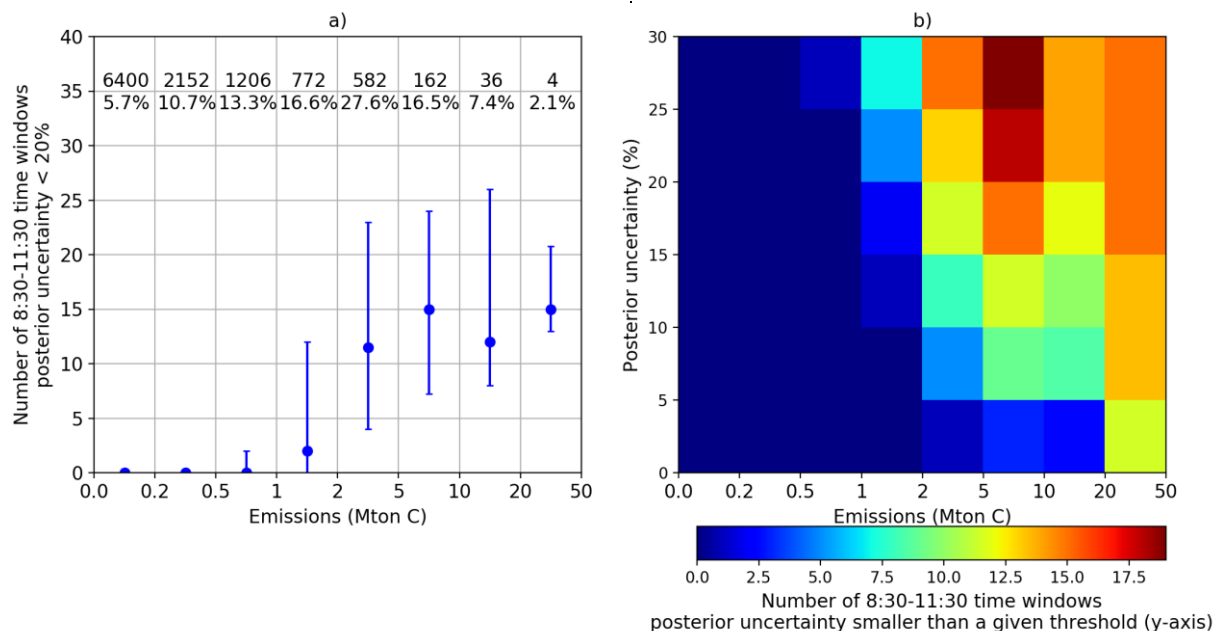 a)
Number of 8:30-11:30 time windows
posterior uncertainty < 20%
40
35
30
25
20
15
10
5
0
6400 2152 1206 772 582 162 36 4
5.7% 10.7% 13.3% 16.6% 27.6% 16.5% 7.4% 2.1%
0.0 0.2 0.5 1 2 5 10 20 50
Emissions (Mton C)
b)
Posterior uncertainty (%)
30
25
20
15
10
5
0
0.0 0.2 0.5 1 2 5 10 20 50
Emissions (Mton C)
0.0 2.5 5.0 7.5 10.0 12.5 15.0 17.5
Number of 8:30-11:30 time windows
posterior uncertainty smaller than a given threshold (y-axis)